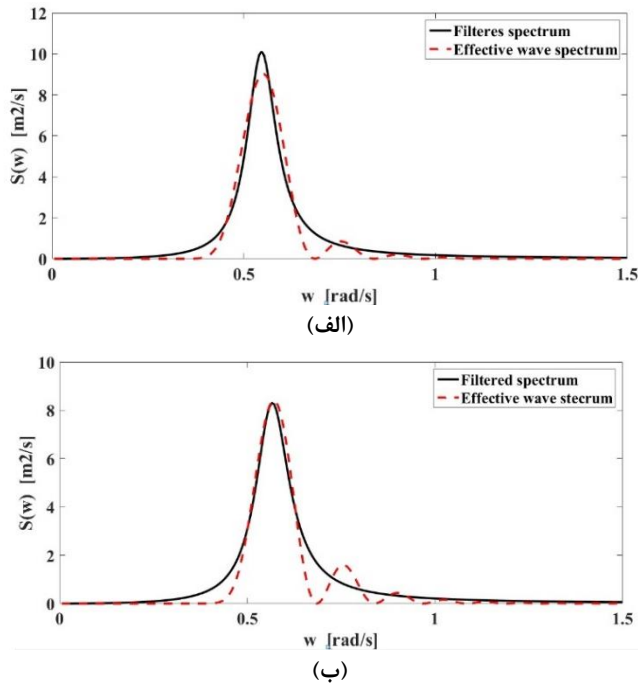 12
10
8
6
4
2
0
S(w) [m2/s]
Filteres spectrum
Effective wave spectrum
0 0.5 1 1.5
w [rad/s]
(الف)
10
8
6
4
2
0
S(w) [m2/s]
Filtered spectrum
Effective wave stecrum
0 0.5 1 1.5
w [rad/s]
(ب)